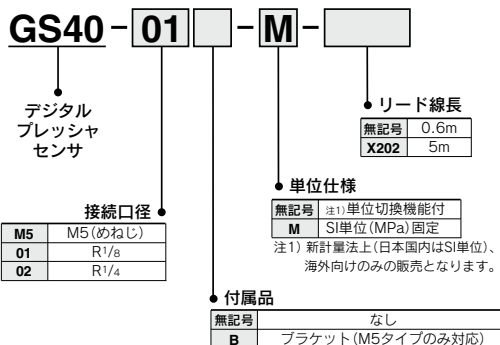 GS40-01 -M-
デジタル
プレッシャ
センサ
リード線長
無記号 0.6m
X202 5m
単位仕様
無記号 注1)単位切換機能付
M SI単位(MPa)固定
注1) 新計量法上(日本国内はSI単位)、
海外向けのみの販売となります。
接続口径
M5 M5(めねじ)
01 R1/8
02 R1/4
付属品
無記号 なし
B ブラケット(M5タイプのみ対応)